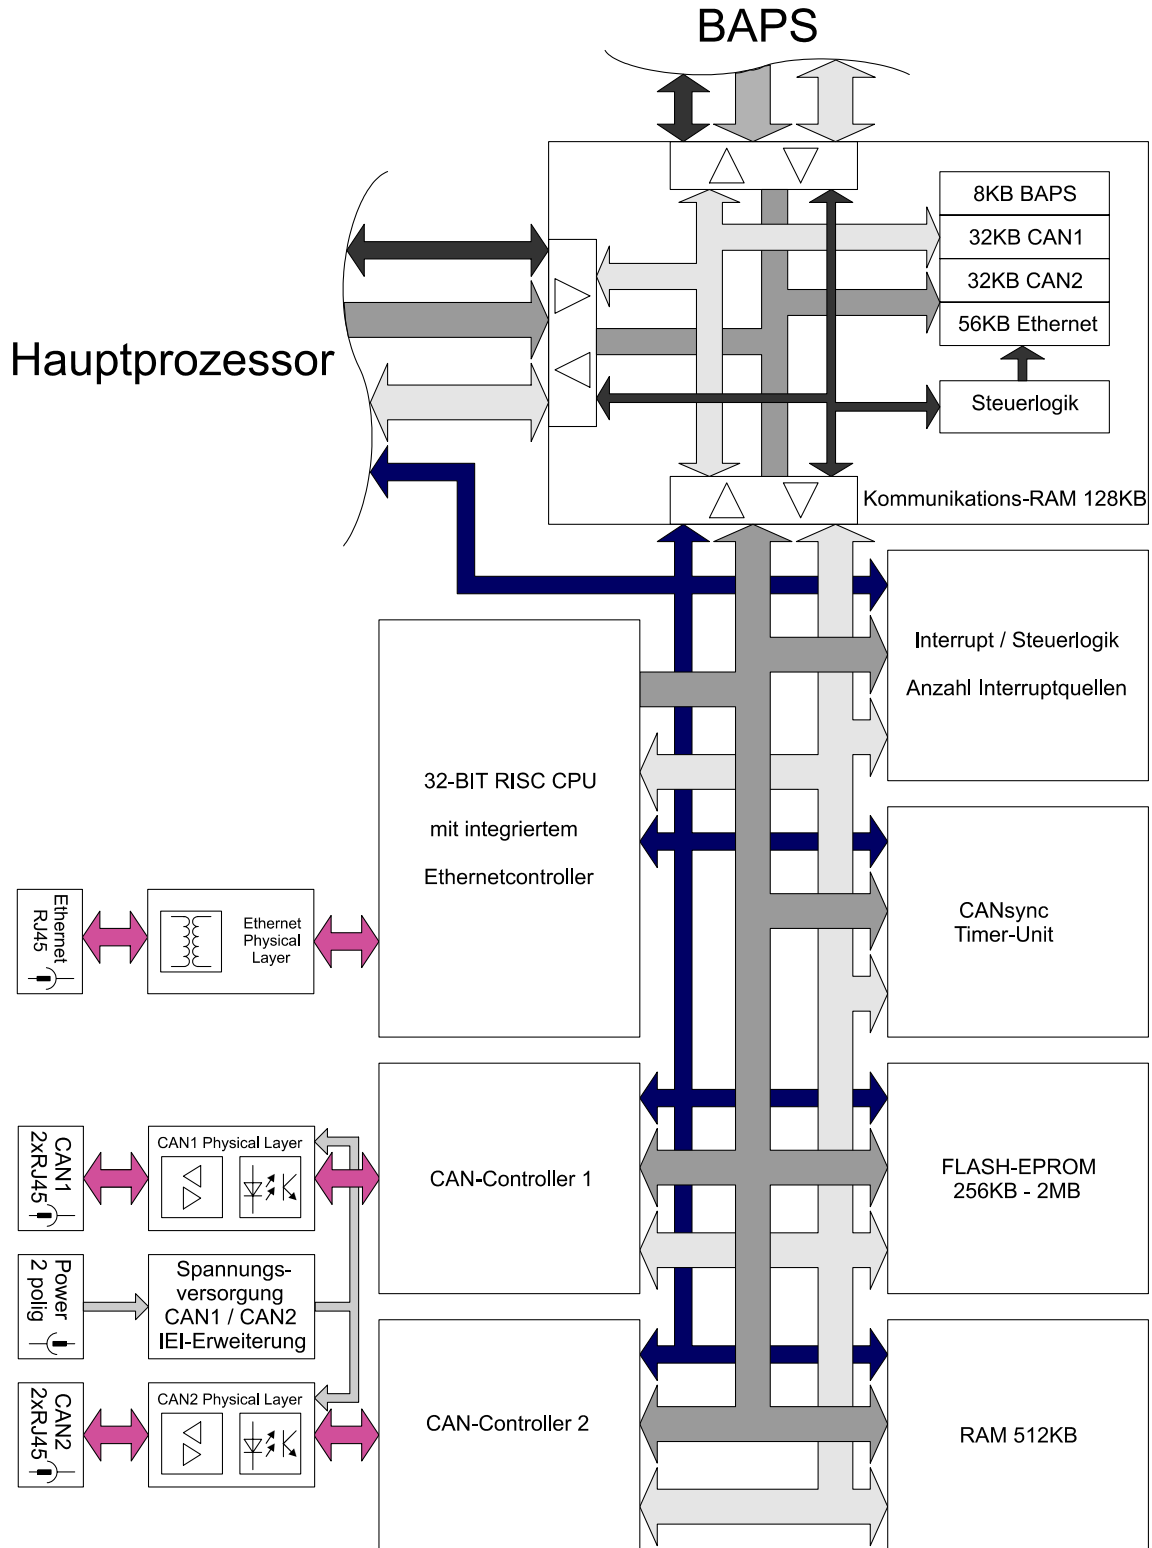 BAPS
8KB BAPS
32KB CAN1
32KB CAN2
56KB Ethernet
Hauptprozessor
Steuerlogik
Kommunikations-RAM 128KB
Interrupt / Steuerlogik
Anzahl Interruptquellen
32-BIT RISC CPU
mit integriertem
Ethernetcontroller
Ethernet
RJ45
Ethernet
Physical
Layer
CANsync
Timer-Unit
CAN1
2xRJ45
CAN1 Physical Layer
CAN-Controller 1
FLASH-EPROM
256KB - 2MB
Power
2 polig
Spannungs-
versorgung
CAN1 / CAN2
IEI-Erweiterung
CAN2
2xRJ45
CAN2 Physical Layer
CAN-Controller 2
RAM 512KB